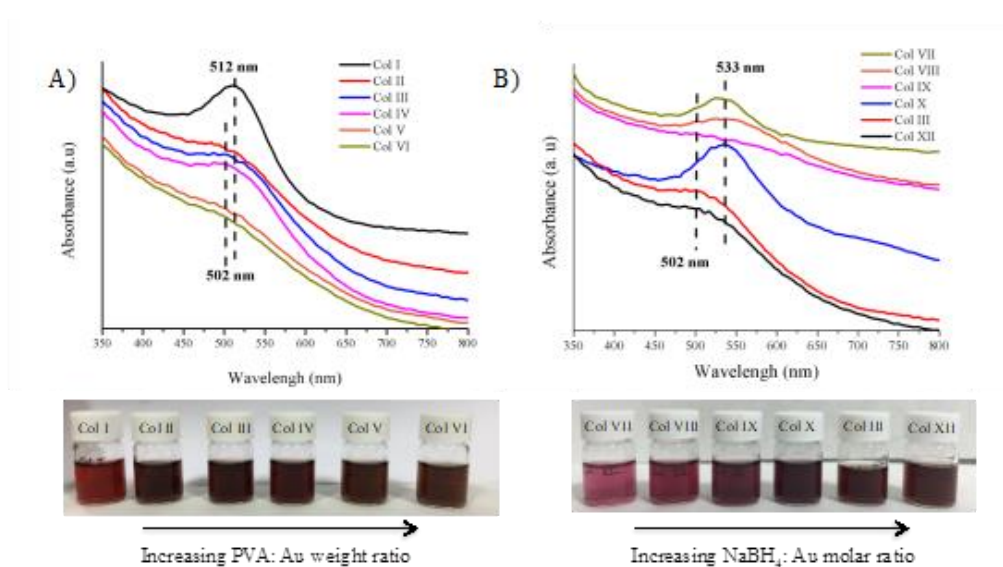 A)
512 nm
Col I
Col II
Col III
Col IV
Col V
Col VI
Absorbance (a.u)
502 nm
350 400 450 500 550 600 650 700 800
Wavelengh (nm)
B)
533 nm
Col VII
Col VIII
Col IX
Col X
Col III
Col XII
Absorbance (a. u)
502 nm
350 400 450 500 550 600 650 700 750 800
Wavelengh (nm)
Col I Col II Col III Col IV Col V Col VI
Increasing PVA: Au weight ratio
Col VII Col VIII Col IX Col X Col III Col XII
Increasing NaBH₄: Au molar ratio